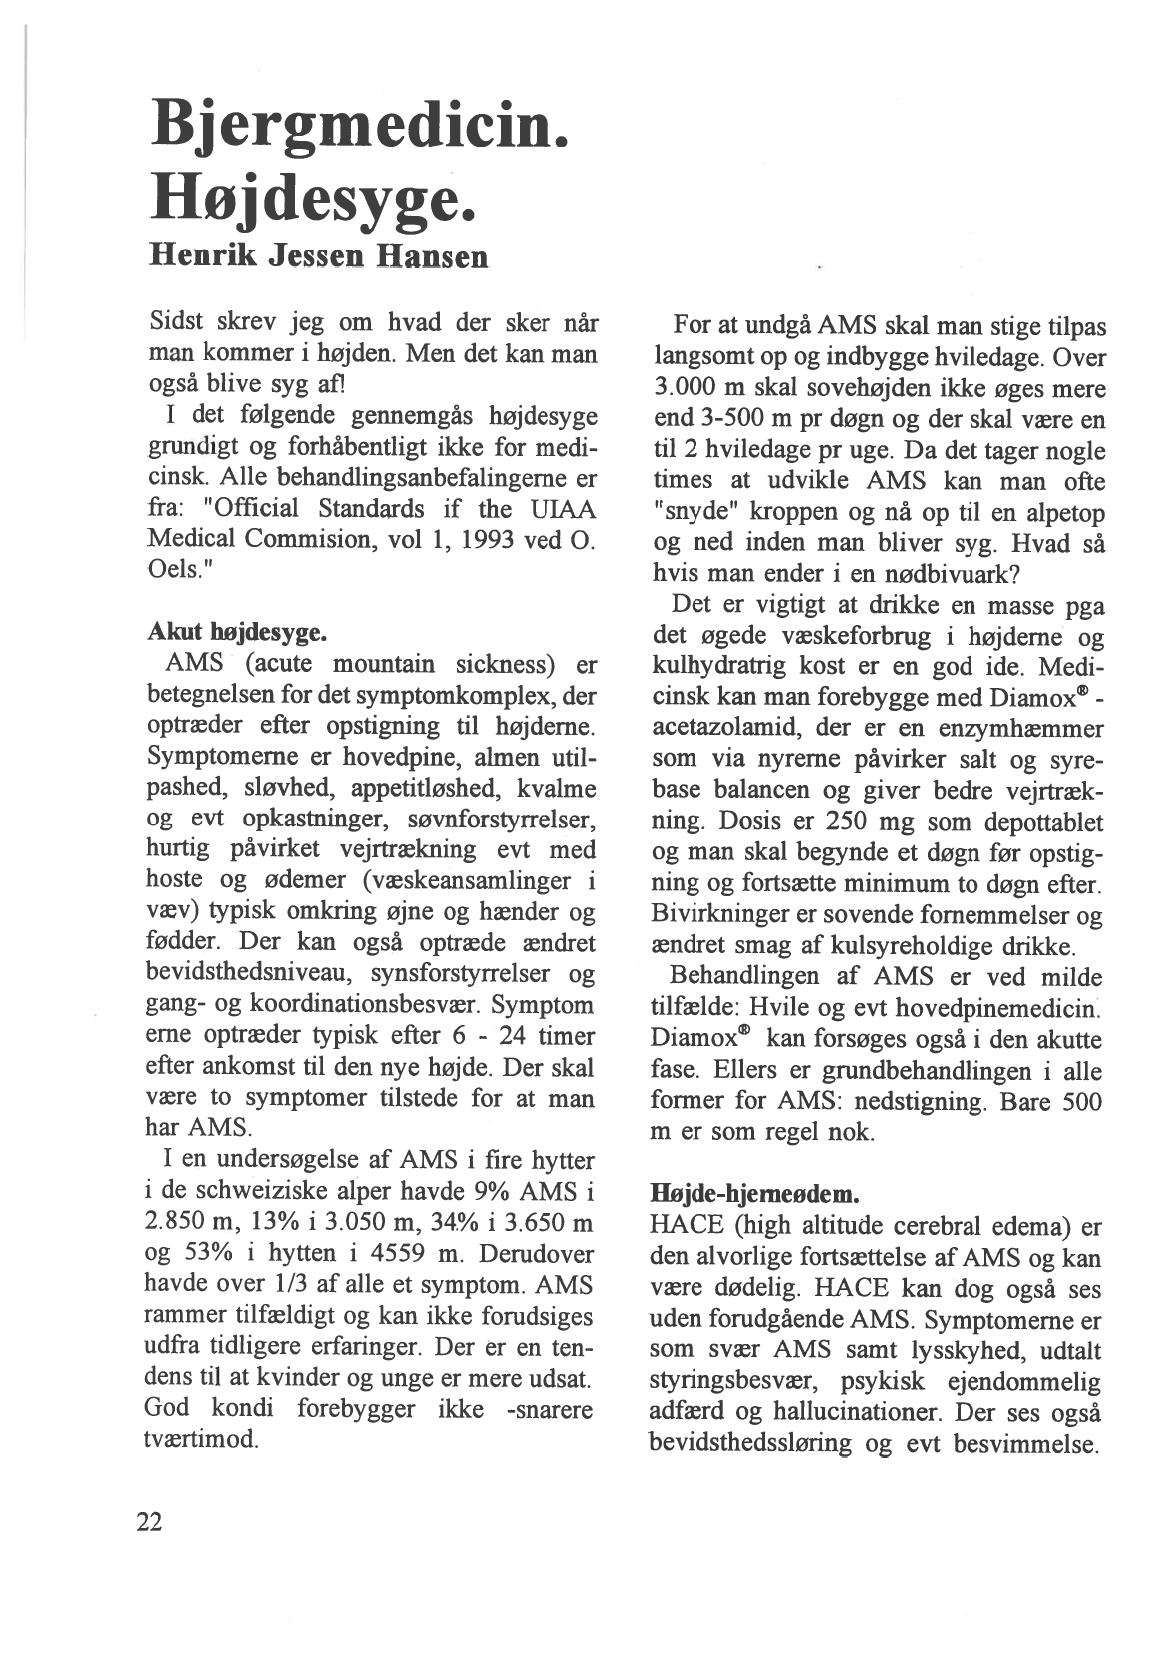 Bjergmedicin.
Højdesyge.
Henrik Jessen Hansen
Sidst skrev jeg om hvad der sker når
man kommer i højden. Men det kan man
også blive syg af!
I det følgende gennemgås højdesyge
grundigt og forhåbentligt ikke for medi-
cinsk. Alle behandlingsanbefalingerne er
fra: "Official Standards if the UIAA
Medical Commision, vol 1, 1993 ved O.
Oels."
Akut højdesyge.
AMS (acute mountain sickness) er
betegnelsen for det symptomkomplex, der
optræder efter opstigning til højderne.
Symptomerne er hovedpine, almen util-
pashed, sløvhed, appetitløshed, kvalme
og evt opkastninger, søvnforstyrrelser,
hurtig påvirket vejrtrækning evt med
hoste og ødemer (væskeansamlinger i
væv) typisk omkring øjne og hænder og
fødder. Der kan også optræde ændret
bevidsthedsniveau, synsforstyrrelser og
gang- og koordinationsbesvær. Symptom
erne optræder typisk efter 6 - 24 timer
efter ankomst til den nye højde. Der skal
være to symptomer tilstede for at man
har AMS.
I en undersøgelse af AMS i fire hytter
i de schweiziske alper havde 9% AMS i
2.850 m, 13% i 3.050 m, 34% i 3.650 m
og 53% i hytten i 4559 m. Derudover
havde over 1/3 af alle et symptom. AMS
rammer tilfældigt og kan ikke forudsiges
udfra tidligere erfaringer. Der er en ten-
dens til at kvinder og unge er mere udsat.
God kondi forebygger ikke -snarere
tværtimod.
For at undgå AMS skal man stige tilpas
langsomt op og indbygge hviledage. Over
3.000 m skal sovehøjden ikke øges mere
end 3-500 m pr døgn og der skal være en
til 2 hviledage pr uge. Da det tager nogle
times at udvikle AMS kan man ofte
"snyde" kroppen og nå op til en alpetop
og ned inden man bliver syg. Hvad så
hvis man ender i en nødbivuark?
Det er vigtigt at drikke en masse pga
det øgede væskeforbrug i højderne og
kulhydratrig kost er en god ide. Medi-
cinsk kan man forebygge med Diamox® -
acetazolamid, der er en enzymhæmmer
som via nyrerne påvirker salt og syre-
base balancen og giver bedre vejrtræk-
ning. Dosis er 250 mg som depottablet
og man skal begynde et døgn før opstig-
ning og fortsætte minimum to døgn efter.
Bivirkninger er sovende fornemmelser og
ændret smag af kulsyreholdige drikke.
Behandlingen af AMS er ved milde
tilfælde: Hvile og evt hovedpinemedicin.
Diamox® kan forsøges også i den akutte
fase. Ellers er grundbehandlingen i alle
former for AMS: nedstigning. Bare 500
m er som regel nok.
Højde-hjerneødem.
HACE (high altitude cerebral edema) er
den alvorlige fortsættelse af AMS og kan
være dødelig. HACE kan dog også ses
uden forudgående AMS. Symptomerne er
som svær AMS samt lysskyhed, udtalt
styringsbesvær, psykisk ejendommelig
adfærd og hallucinationer. Der ses også
bevidsthedssløring og evt besvimmelse.
22